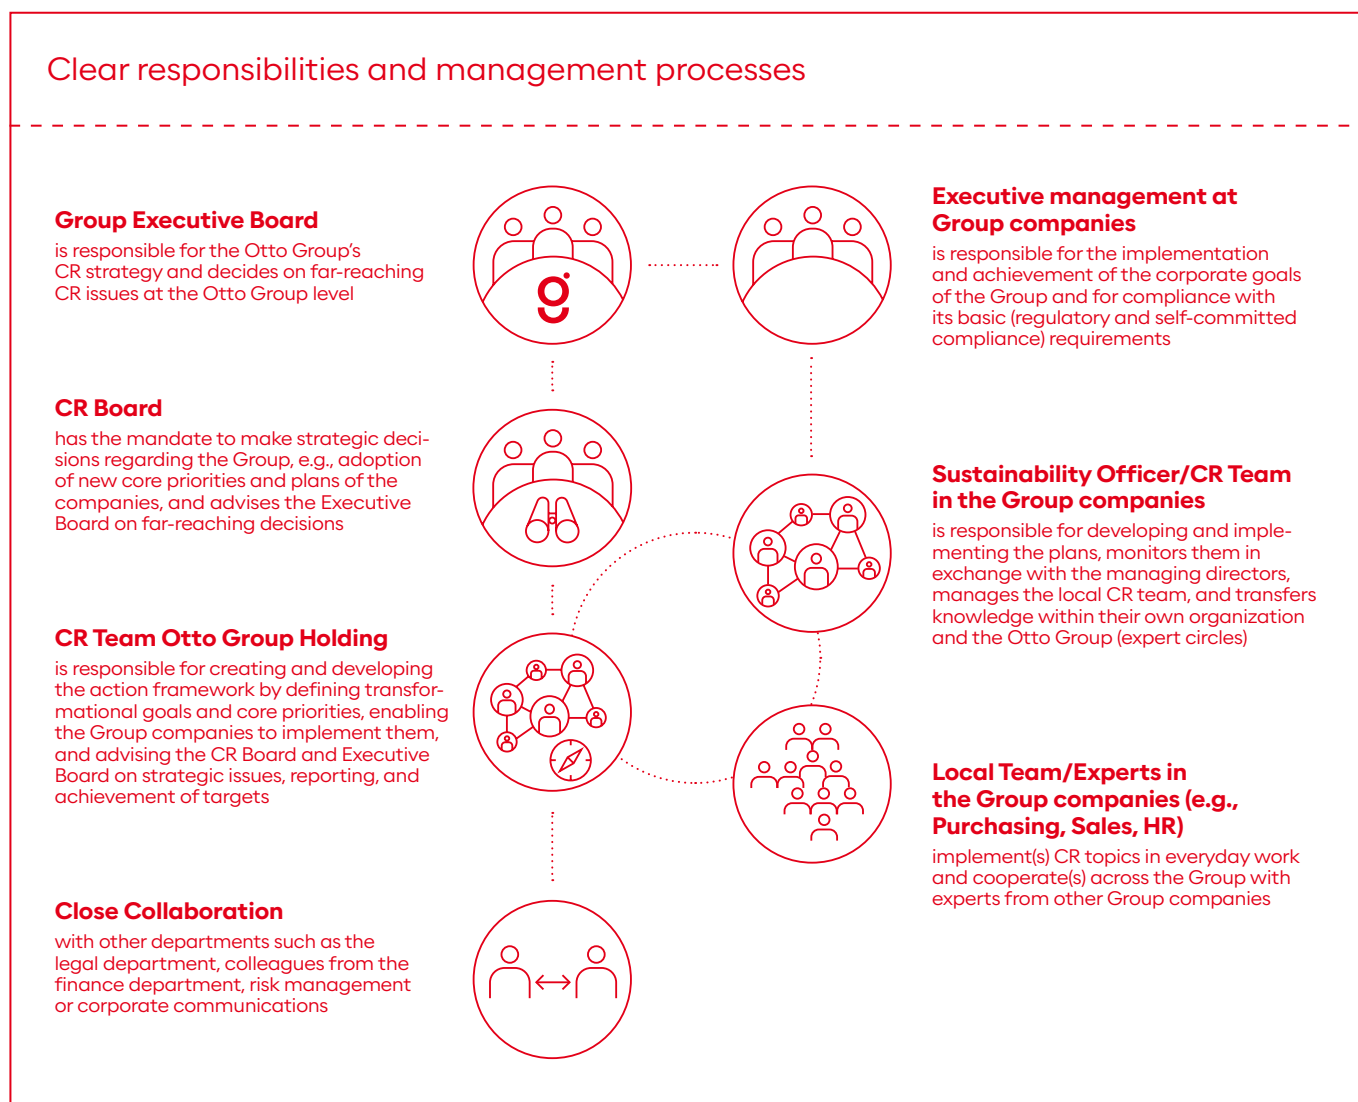 Clear responsibilities and management processes
Group Executive Board
is responsible for the Otto Group's
CR strategy and decides on far-reaching
CR issues at the Otto Group level
CR Board
has the mandate to make strategic deci-
sions regarding the Group, e.g., adoption
of new core priorities and plans of the
companies, and advises the Executive
Board on far-reaching decisions
CR Team Otto Group Holding
is responsible for creating and developing
the action framework by defining transfor-
mational goals and core priorities, enabling
the Group companies to implement them,
and advising the CR Board and Executive
Board on strategic issues, reporting, and
achievement of targets
Close Collaboration
with other departments such as the
legal department, colleagues from the
finance department, risk management
or corporate communications
g
Executive management at
Group companies
is responsible for the implementation
and achievement of the corporate goals
of the Group and for compliance with
its basic (regulatory and self-committed
compliance) requirements
Sustainability Officer/CR Team
in the Group companies
is responsible for developing and imple-
menting the plans, monitors them in
exchange with the managing directors,
manages the local CR team, and transfers
knowledge within their own organization
and the Otto Group (expert circles)
Local Team/Experts in
the Group companies (e.g.,
Purchasing, Sales, HR)
implement(s) CR topics in everyday work
and cooperate(s) across the Group with
experts from other Group companies